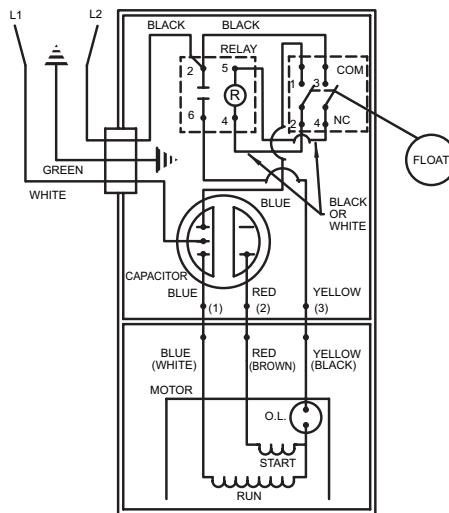 L1
L2
BLACK
BLACK
RELAY
COM
2
5
1
3
R
6
4
2
4
NC
FLOAT
GREEN
WHITE
BLUE
BLACK
OR
WHITE
CAPACITOR
BLUE
RED
YELLOW
(1)
(2)
(3)
BLUE
(WHITE)
RED
(BROWN)
YELLOW
(BLACK)
MOTOR
O.L.
START
RUN